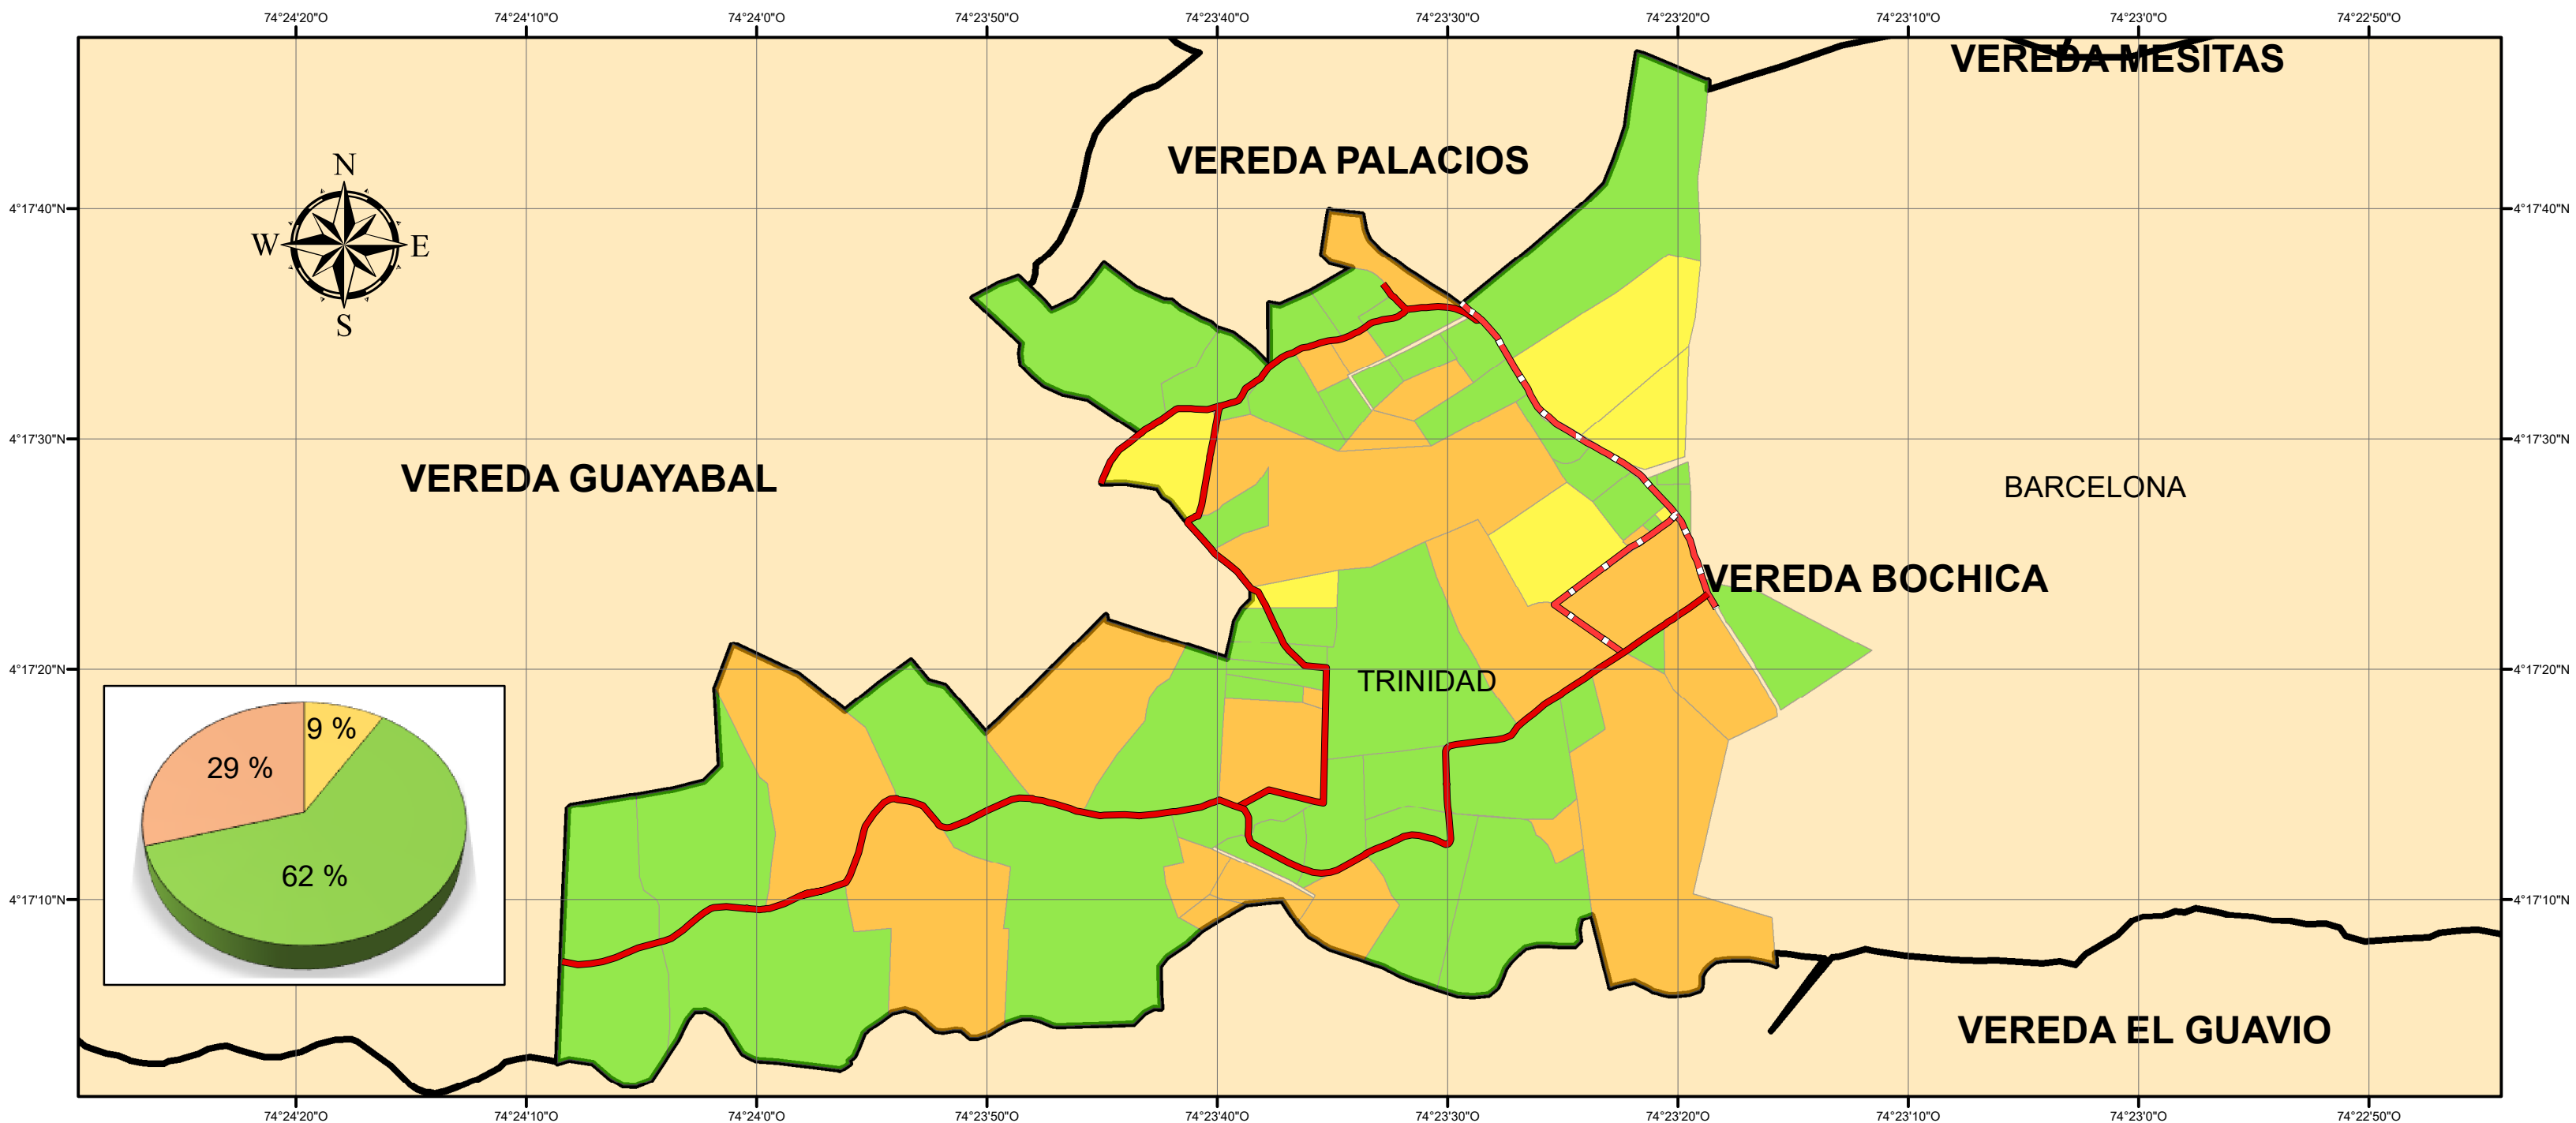 74°24'20"O 74°24'10"O 74°24'0"O 74°23'50"O 74°23'40"O 74°23'30"O 74°23'20"O 74°23'10"O 74°23'0"O 74°22'50"O
VEREDA MESITAS
VEREDA PALACIOS
N
4°17'40"N 4°17'40"N
W E
S
4°17'30"N 4°17'30"N
VEREDA GUAYABAL
BARCELONA
VEREDA BOCHICA
4°17'20"N 4°17'20"N
TRINIDAD
9 %
29 %
62 %
4°17'10"N 4°17'10"N
VEREDA EL GUAVIO
74°24'20"O 74°24'10"O 74°24'0"O 74°23'50"O 74°23'40"O 74°23'30"O 74°23'20"O 74°23'10"O 74°23'0"O 74°22'50"O